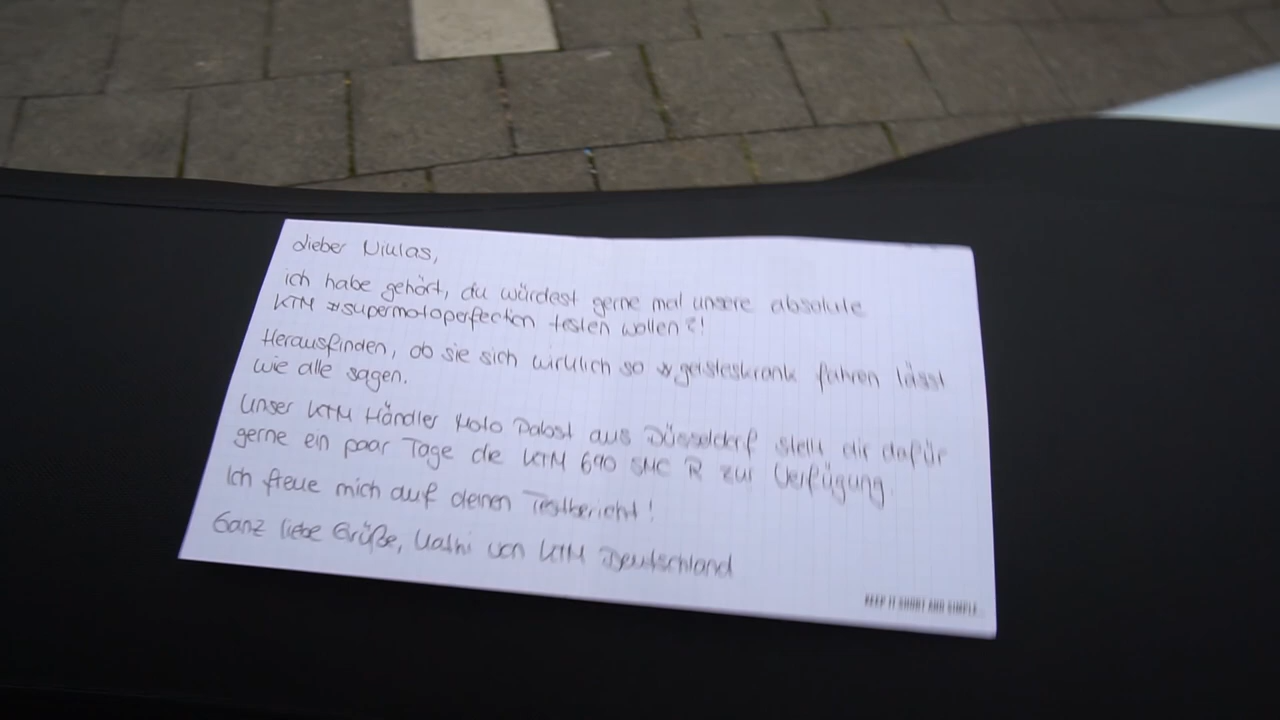 Lieber Niklas,
ich habe gehört, du würdest gerne mal unsere absolute
KTM #supermotoperfection testen wollen?!
Herausfinden, ob sie sich wirklich so #geisteskrank fahren lässt
wie alle sagen.
Unser KTM Händler Moto Pabst aus Düsseldorf stellt dir dafür
gerne ein paar Tage die KTM 690 SMC R zur Verfügung.
Ich freue mich auf deinen Testbericht!
Ganz liebe Grüße, Kathi von KTM Deutschland
KEEP IT SHORT AND SIMPLE